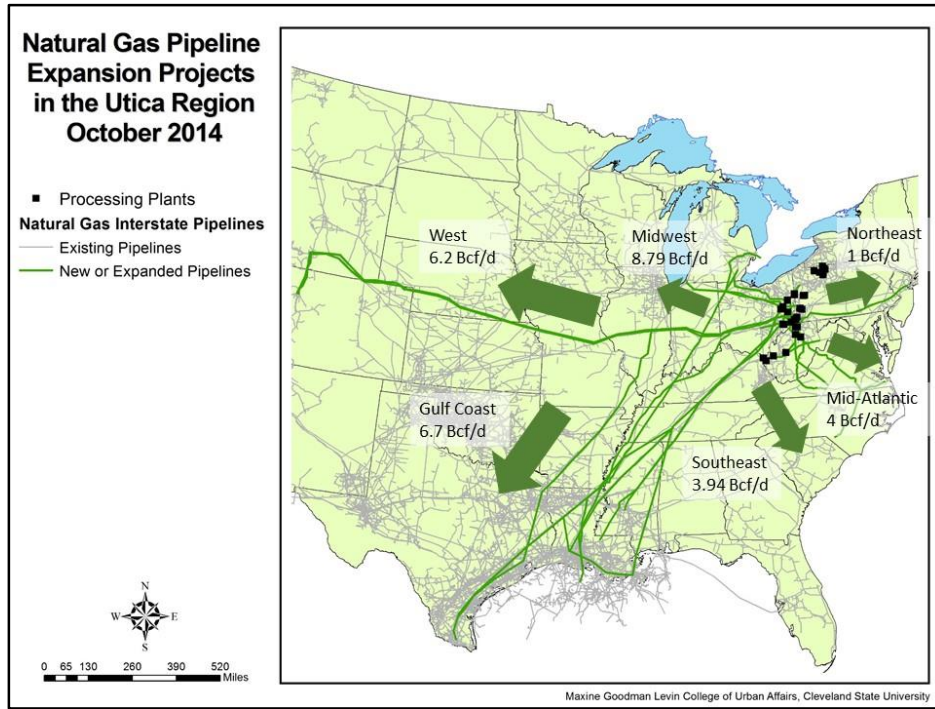 Natural Gas Pipeline
Expansion Projects
in the Utica Region
October 2014
Processing Plants
Natural Gas Interstate Pipelines
Existing Pipelines
New or Expanded Pipelines
West
6.2 Bcf/d
Midwest
8.79 Bcf/d
Northeast
1 Bcf/d
Gulf Coast
6.7 Bcf/d
Mid-Atlantic
4 Bcf/d
Southeast
3.94 Bcf/d
N
W E
S
0 65 130 260 390 520
Miles
Maxine Goodman Levin College of Urban Affairs, Cleveland State University